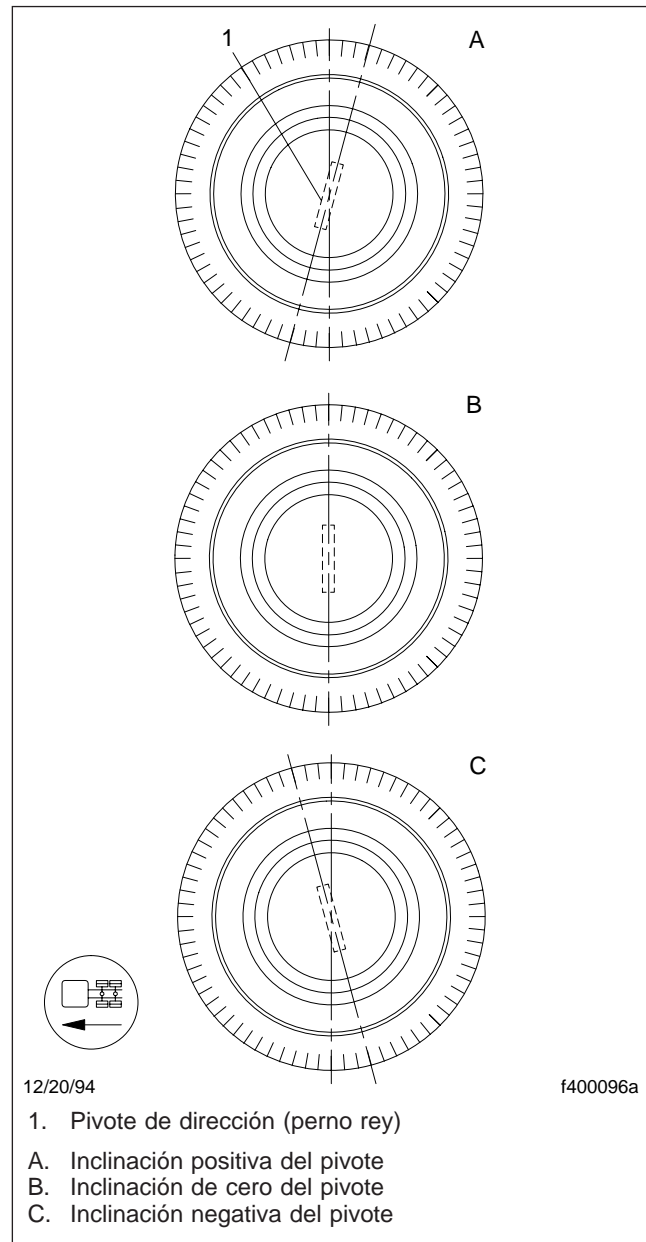 1
A
B
C
12/20/94
f400096a
1. Pivote de dirección (perno rey)
A. Inclinación positiva del pivote
B. Inclinación de cero del pivote
C. Inclinación negativa del pivote